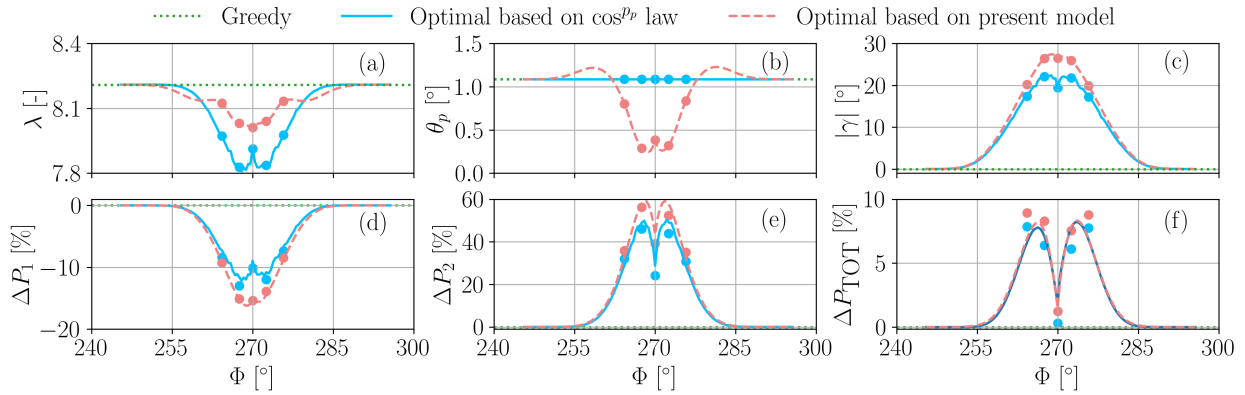 Greedy Optimal based on cos^{p_p} law Optimal based on present model
8.4 8.1 7.8 λ [-] (a)
1.5 1.0 0.5 0.0 θ_p [°] (b)
30 20 10 0 |γ| [°] (c)
0 −10 −20 ΔP_1 [%] (d)
60 40 20 0 ΔP_2 [%] (e)
10 5 0 ΔP_TOT [%] (f)
240 255 270 285 300 240 255 270 285 300 240 255 270 285 300
Φ [°] Φ [°] Φ [°]